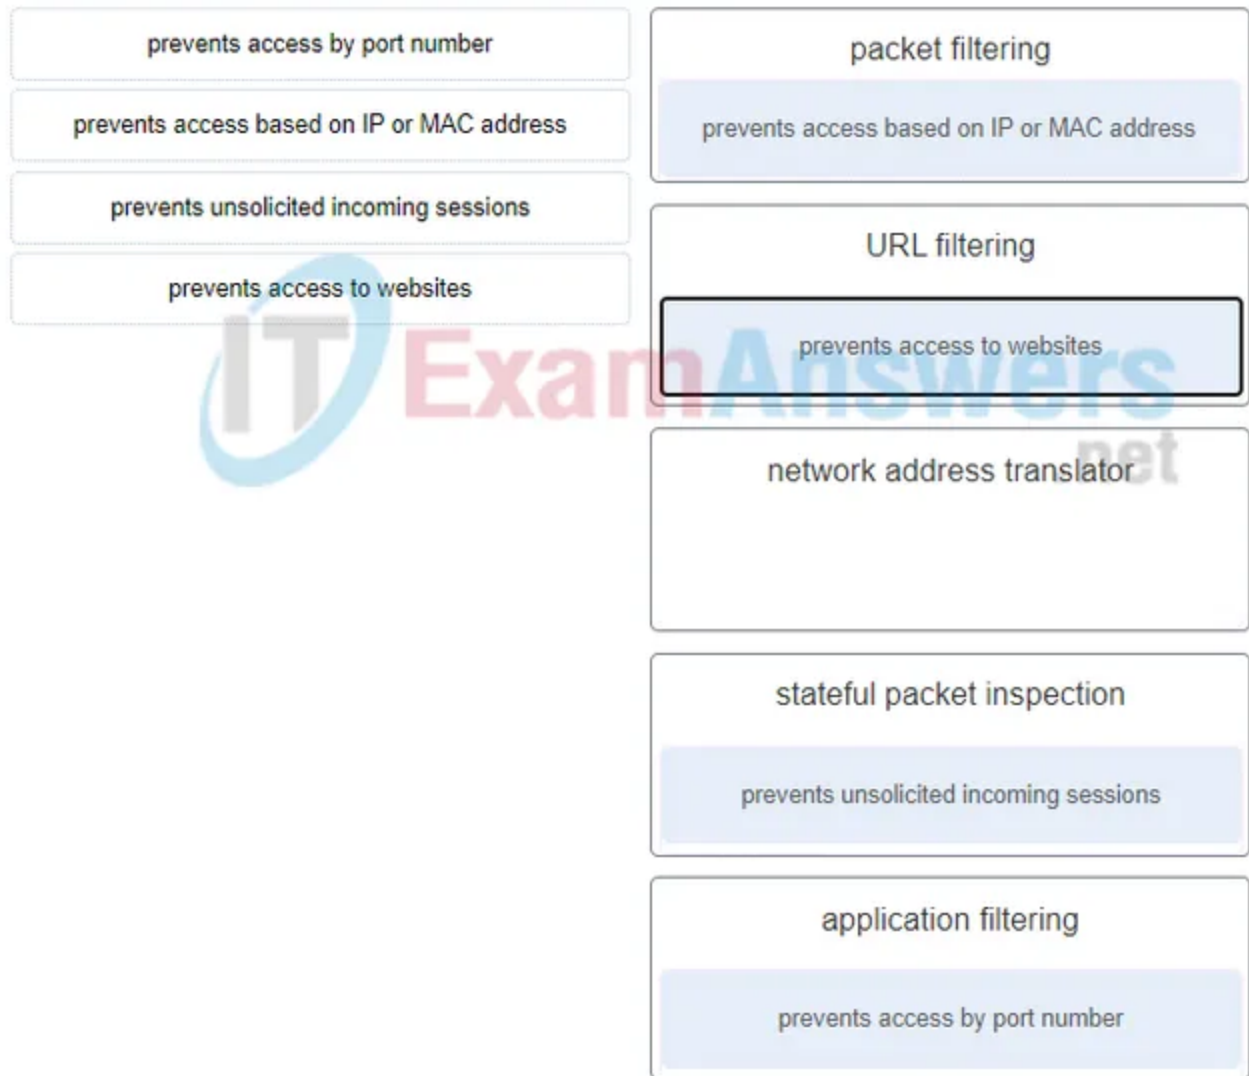 prevents access by port number
prevents access based on IP or MAC address
prevents unsolicited incoming sessions
prevents access to websites
packet filtering
prevents access based on IP or MAC address
URL filtering
prevents access to websites
network address translator
stateful packet inspection
prevents unsolicited incoming sessions
application filtering
prevents access by port number
IT ExamAnswers
.net